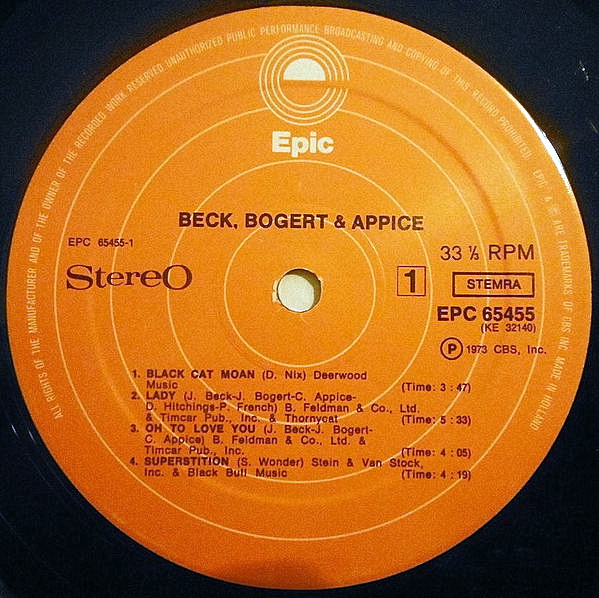 ALL RIGHTS OF THE MANUFACTURER AND OF THE OWNER OF THE RECORDED WORK RESERVED UNAUTHORIZED PUBLIC PERFORMANCE BROADCASTING AND COPYING OF THIS RECORD PROHIBITED. EPIC & ℗ ARE TRADEMARKS OF CBS INC. MADE IN HOLLAND
Epic
BECK, BOGERT & APPICE
EPC 65455-1
33 ⅓ RPM
StereO
1
STEMRA
EPC 65455
(KE 32140)
℗ 1973 CBS, Inc.
1. BLACK CAT MOAN (D. Nix) Deerwood
Music (Time: 3 : 47)
2. LADY (J. Beck-J. Bogert-C. Appice-
D. Hitchings-P. French) B. Feldman & Co., Ltd.
& Timcar Pub., Inc. & Thornycat (Time: 5 : 33)
3. OH TO LOVE YOU (J. Beck-J. Bogert-
C. Appice) B. Feldman & Co., Ltd. &
Timcar Pub., Inc. (Time: 4 : 05)
4. SUPERSTITION (S. Wonder) Stein & Van Stock,
Inc. & Black Bull Music (Time: 4 : 19)